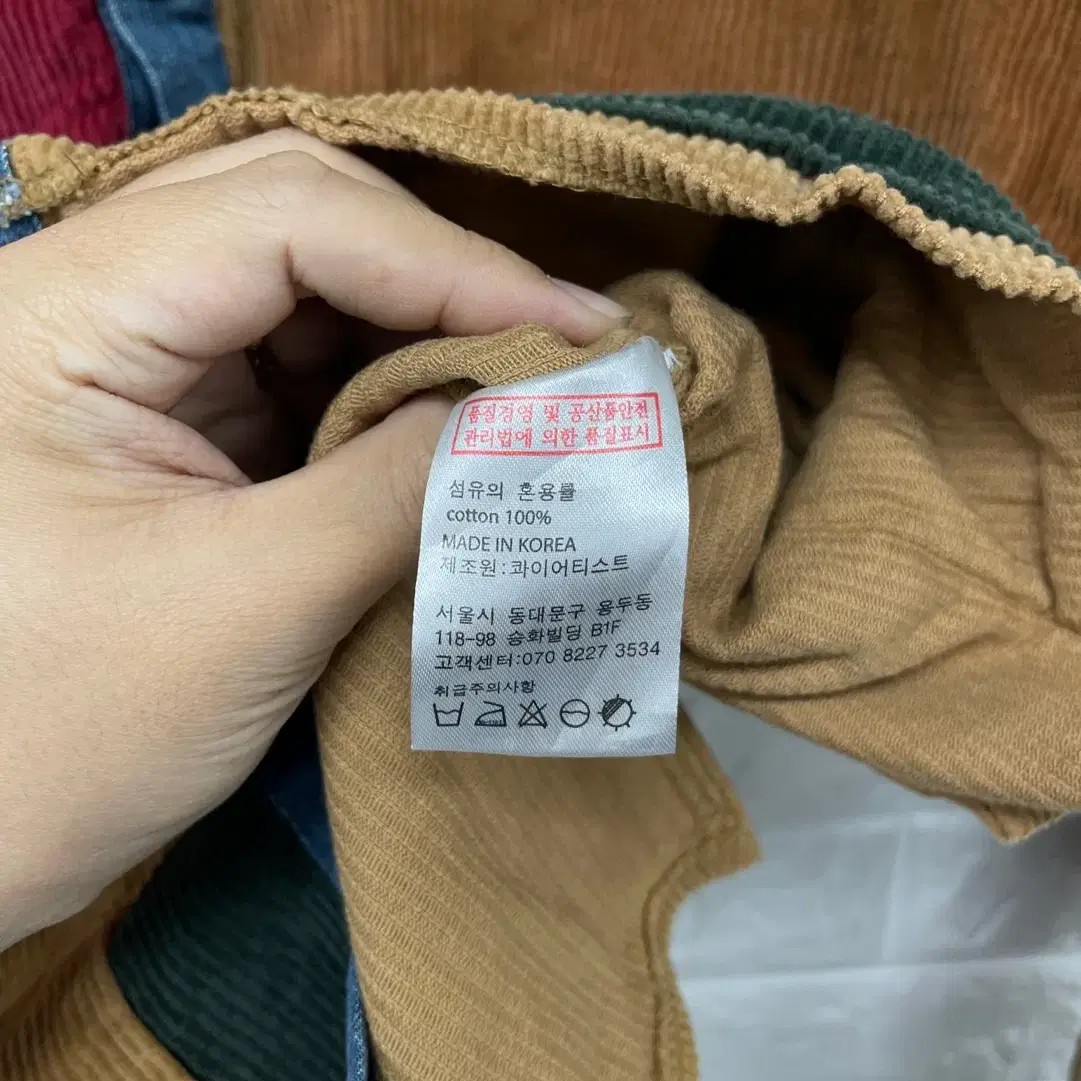 품질경영 및 공산품안전
관리법에 의한 품질표시
섬유의 혼용률
cotton 100%
MADE IN KOREA
제조원:콰이어티스트
서울시 동대문구 용두동
118-98 승화빌딩 B1F
고객센터:070 8227 3534
취급주의사항